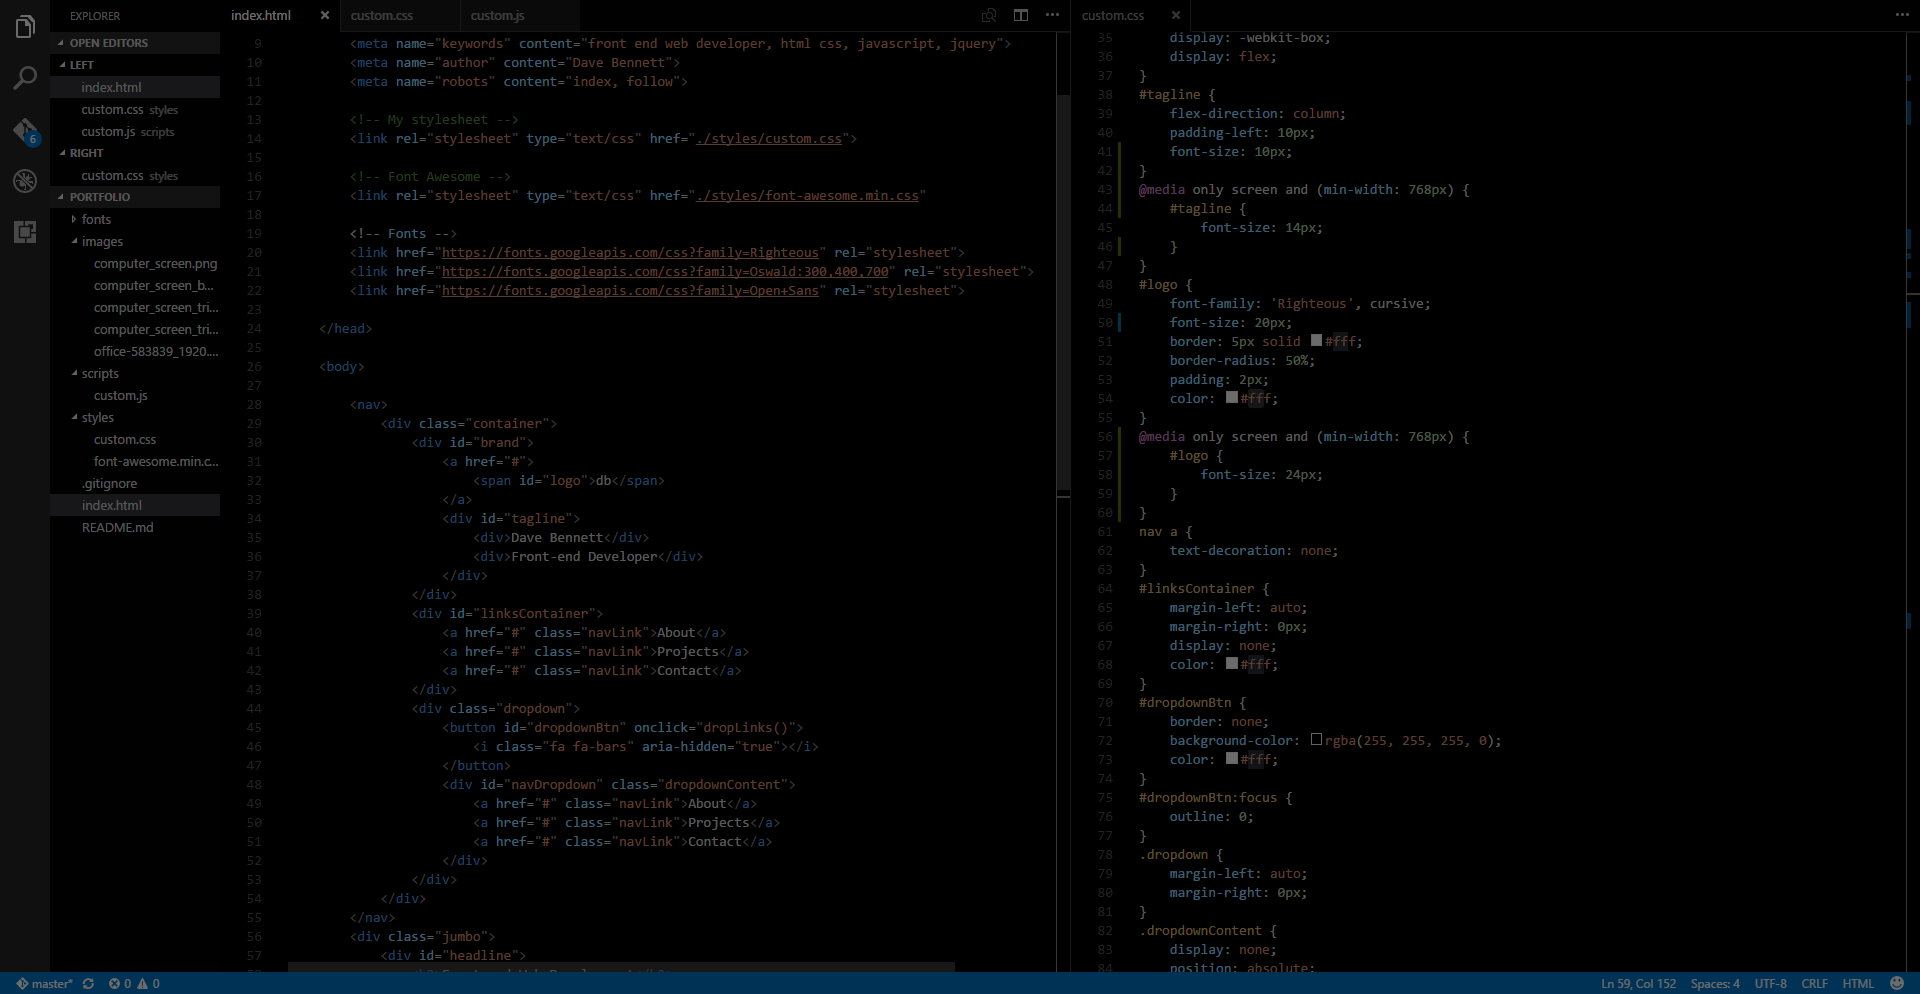 EXPLORER
OPEN EDITORS
LEFT
index.html
custom.css styles
custom.js scripts
RIGHT
custom.css styles
PORTFOLIO
fonts
images
computer_screen.png
computer_screen_b...
computer_screen_tri...
computer_screen_tri...
office-583839_1920....
scripts
custom.js
styles
custom.css
font-awesome.min.c...
.gitignore
index.html
README.md
6
index.html × custom.css custom.js
9 <meta name="keywords" content="front end web developer, html css, javascript, jquery">
10 <meta name="author" content="Dave Bennett">
11 <meta name="robots" content="index, follow">
12
13 <!-- My stylesheet -->
14 <link rel="stylesheet" type="text/css" href="./styles/custom.css">
15
16 <!-- Font Awesome -->
17 <link rel="stylesheet" type="text/css" href="./styles/font-awesome.min.css"
18
19 <!-- Fonts -->
20 <link href="https://fonts.googleapis.com/css?family=Righteous" rel="stylesheet">
21 <link href="https://fonts.googleapis.com/css?family=Oswald:300,400,700" rel="stylesheet">
22 <link href="https://fonts.googleapis.com/css?family=Open+Sans" rel="stylesheet">
23
24 </head>
25
26 <body>
27
28 <nav>
29 <div class="container">
30 <div id="brand">
31 <a href="#">
32 <span id="logo">db</span>
33 </a>
34 <div id="tagline">
35 <div>Dave Bennett</div>
36 <div>Front-end Developer</div>
37 </div>
38 </div>
39 <div id="linksContainer">
40 <a href="#" class="navLink">About</a>
41 <a href="#" class="navLink">Projects</a>
42 <a href="#" class="navLink">Contact</a>
43 </div>
44 <div class="dropdown">
45 <button id="dropdownBtn" onclick="dropLinks()">
46 <i class="fa fa-bars" aria-hidden="true"></i>
47 </button>
48 <div id="navDropdown" class="dropdownContent">
49 <a href="#" class="navLink">About</a>
50 <a href="#" class="navLink">Projects</a>
51 <a href="#" class="navLink">Contact</a>
52 </div>
53 </div>
54 </div>
55 </nav>
56 <div class="jumbo">
57 <div id="headline">
custom.css ×
35 display: -webkit-box;
36 display: flex;
37 }
38 #tagline {
39 flex-direction: column;
40 padding-left: 10px;
41 font-size: 10px;
42 }
43 @media only screen and (min-width: 768px) {
44 #tagline {
45 font-size: 14px;
46 }
47 }
48 #logo {
49 font-family: 'Righteous', cursive;
50 font-size: 20px;
51 border: 5px solid #fff;
52 border-radius: 50%;
53 padding: 2px;
54 color: #fff;
55 }
56 @media only screen and (min-width: 768px) {
57 #logo {
58 font-size: 24px;
59 }
60 }
61 nav a {
62 text-decoration: none;
63 }
64 #linksContainer {
65 margin-left: auto;
66 margin-right: 0px;
67 display: none;
68 color: #fff;
69 }
70 #dropdownBtn {
71 border: none;
72 background-color: rgba(255, 255, 255, 0);
73 color: #fff;
74 }
75 #dropdownBtn:focus {
76 outline: 0;
77 }
78 .dropdown {
79 margin-left: auto;
80 margin-right: 0px;
81 }
82 .dropdownContent {
83 display: none;
84 position: absolute;
master* 0 0 Ln 59, Col 152 Spaces: 4 UTF-8 CRLF HTML